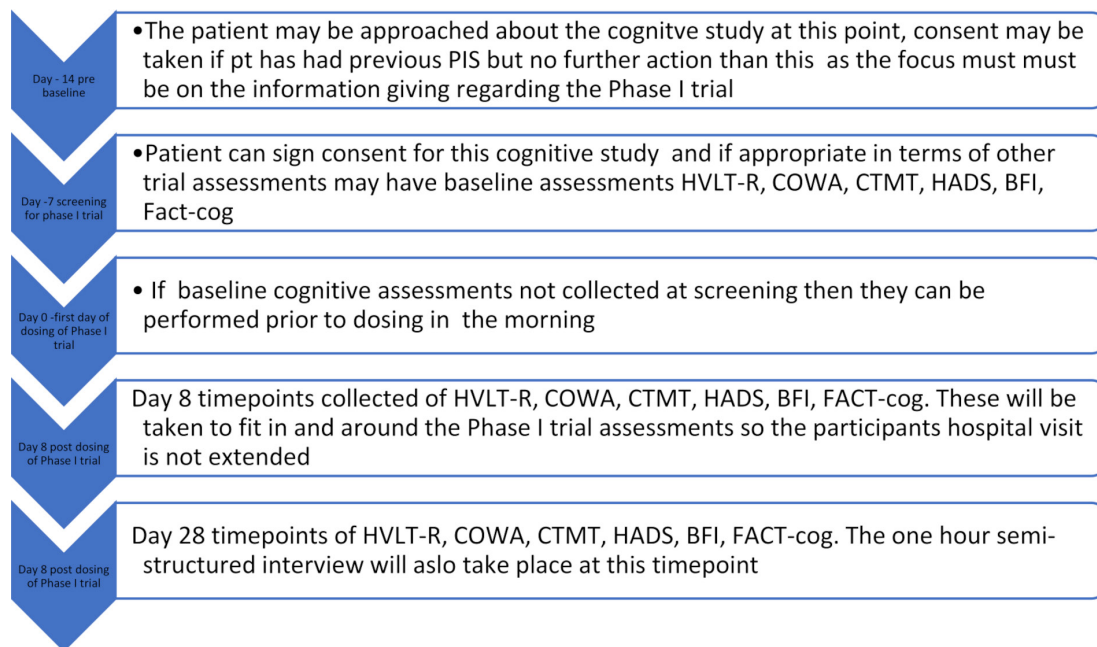 Day - 14 pre
baseline
•The patient may be approached about the cognitve study at this point, consent may be
taken if pt has had previous PIS but no further action than this as the focus must must
be on the information giving regarding the Phase I trial
Day -7 screening
for phase I trial
•Patient can sign consent for this cognitive study and if appropriate in terms of other
trial assessments may have baseline assessments HVLT-R, COWA, CTMT, HADS, BFI,
Fact-cog
Day 0 -first day of
dosing of Phase I
trial
• If baseline cognitive assessments not collected at screening then they can be
performed prior to dosing in the morning
Day 8 post dosing
of Phase I trial
Day 8 timepoints collected of HVLT-R, COWA, CTMT, HADS, BFI, FACT-cog. These will be
taken to fit in and around the Phase I trial assessments so the participants hospital visit
is not extended
Day 8 post dosing
of Phase I trial
Day 28 timepoints of HVLT-R, COWA, CTMT, HADS, BFI, FACT-cog. The one hour semi-
structured interview will aslo take place at this timepoint